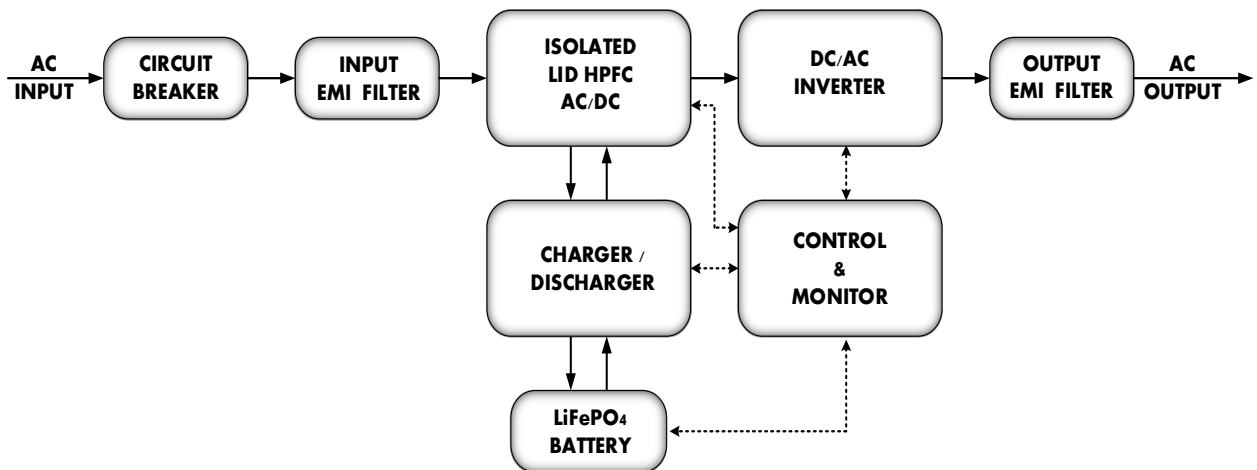 AC
INPUT
CIRCUIT
BREAKER
INPUT
EMI FILTER
ISOLATED
LID HPFC
AC/DC
DC/AC
INVERTER
OUTPUT
EMI FILTER
AC
OUTPUT
CHARGER /
DISCHARGER
CONTROL
&
MONITOR
LiFePO4
BATTERY